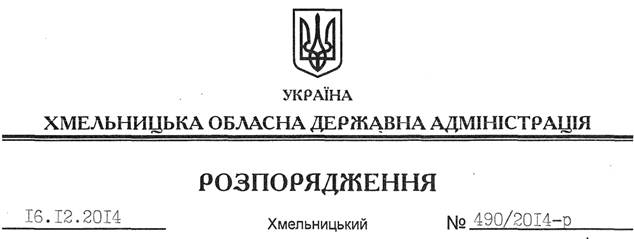 УКРАЇНА
ХМЕЛЬНИЦЬКА ОБЛАСНА ДЕРЖАВНА АДМІНІСТРАЦІЯ
РОЗПОРЯДЖЕННЯ
16.12.2014 Хмельницький № 490/2014-р